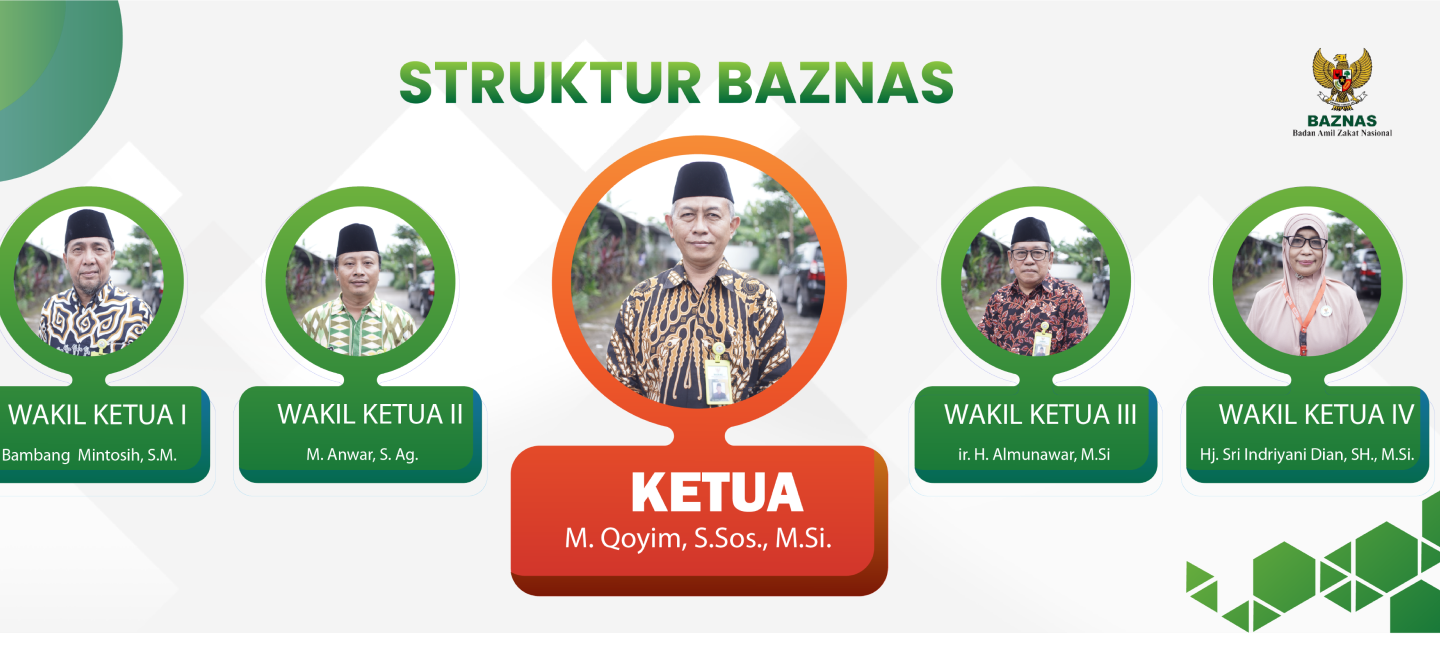 STRUKTUR BAZNAS
BAZNAS
Badan Amil Zakat Nasional
WAKIL KETUA I
Bambang Mintosih, S.M.
WAKIL KETUA II
M. Anwar, S. Ag.
KETUA
M. Qoyim, S.Sos., M.Si.
WAKIL KETUA III
ir. H. Almunawar, M.Si
WAKIL KETUA IV
Hj. Sri Indriyani Dian, SH., M.Si.